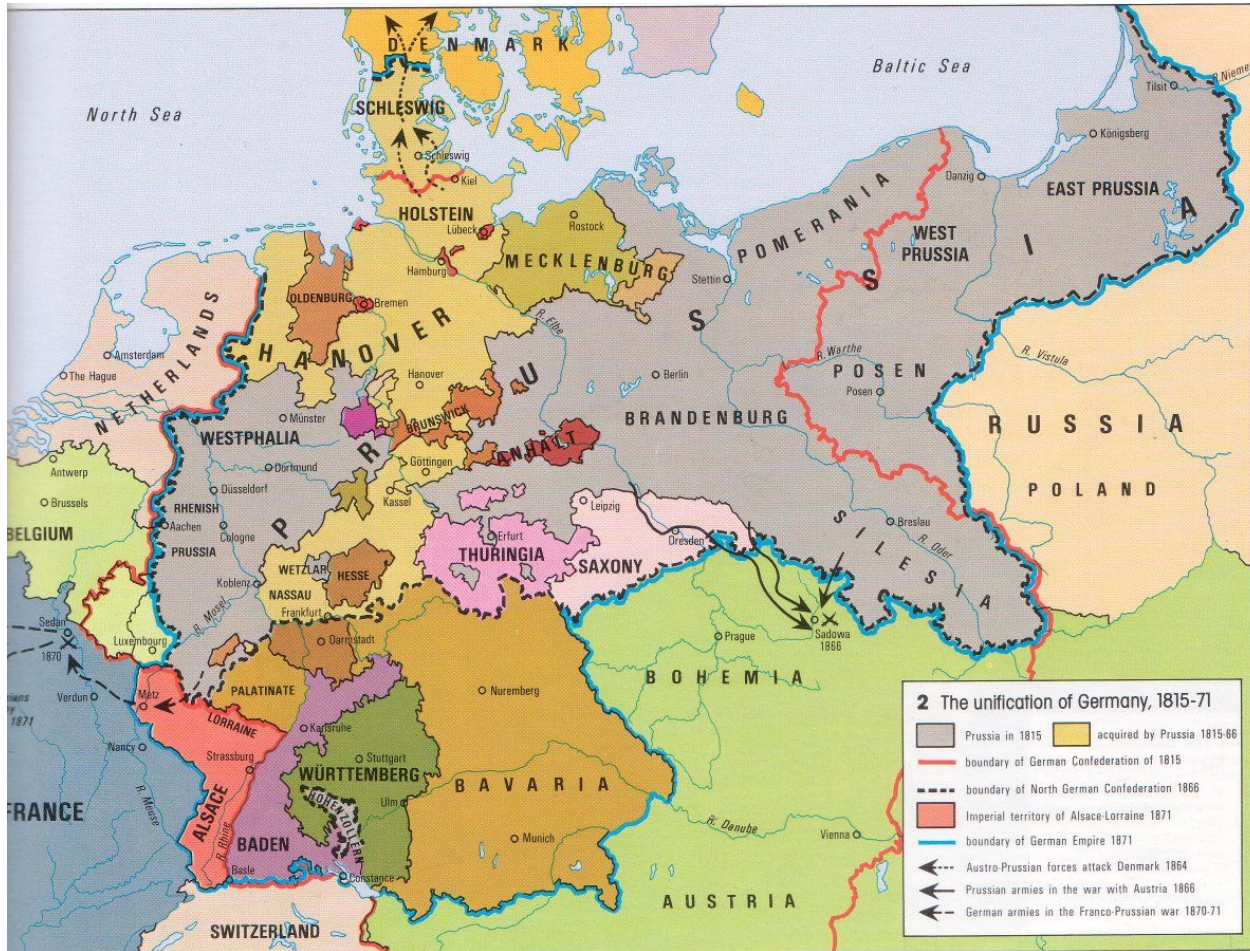 DENMARK
Baltic Sea
North Sea
R. Niemen
Tilsit
SCHLESWIG
Königsberg
Schleswig
Kiel
Danzig
EAST PRUSSIA
HOLSTEIN
Rostock
POMERANIA
WEST
PRUSSIA
Lübeck
Hamburg
MECKLENBURG
Stettin
OLDENBURG
Bremen
R. Elbe
PRUSSIA
NETHERLANDS
Amsterdam
The Hague
HANOVER
Hanover
Berlin
R. Warthe
POSEN
Posen
R. Vistula
Münster
BRUNSWICK
BRANDENBURG
RUSSIA
WESTPHALIA
ANHALT
POLAND
Antwerp
Dortmund
Göttingen
Brussels
Düsseldorf
Kassel
Leipzig
BELGIUM
RHENISH
PRUSSIA
Aachen
Cologne
Erfurt
THURINGIA
Dresden
SAXONY
Breslau
R. Oder
SILESIA
WETZLAR
HESSE
Koblenz
NASSAU
Frankfurt
R. Mosel
Sedan
1870
Luxembourg
Darmstadt
Prague
Sadowa
1866
BOHEMIA
PALATINATE
Nuremberg
Verdun
Metz
1871
LORRAINE
Karlsruhe
Nancy
Strassburg
Stuttgart
WÜRTTEMBERG
FRANCE
R. Meuse
ALSACE
R. Rhine
HOHENZOLLERN
Ulm
BAVARIA
BADEN
Munich
R. Danube
Vienna
Basle
Constance
AUSTRIA
SWITZERLAND
2 The unification of Germany, 1815-71
Prussia in 1815
acquired by Prussia 1815-66
boundary of German Confederation of 1815
boundary of North German Confederation 1866
Imperial territory of Alsace-Lorraine 1871
boundary of German Empire 1871
Austro-Prussian forces attack Denmark 1864
Prussian armies in the war with Austria 1866
German armies in the Franco-Prussian war 1870-71